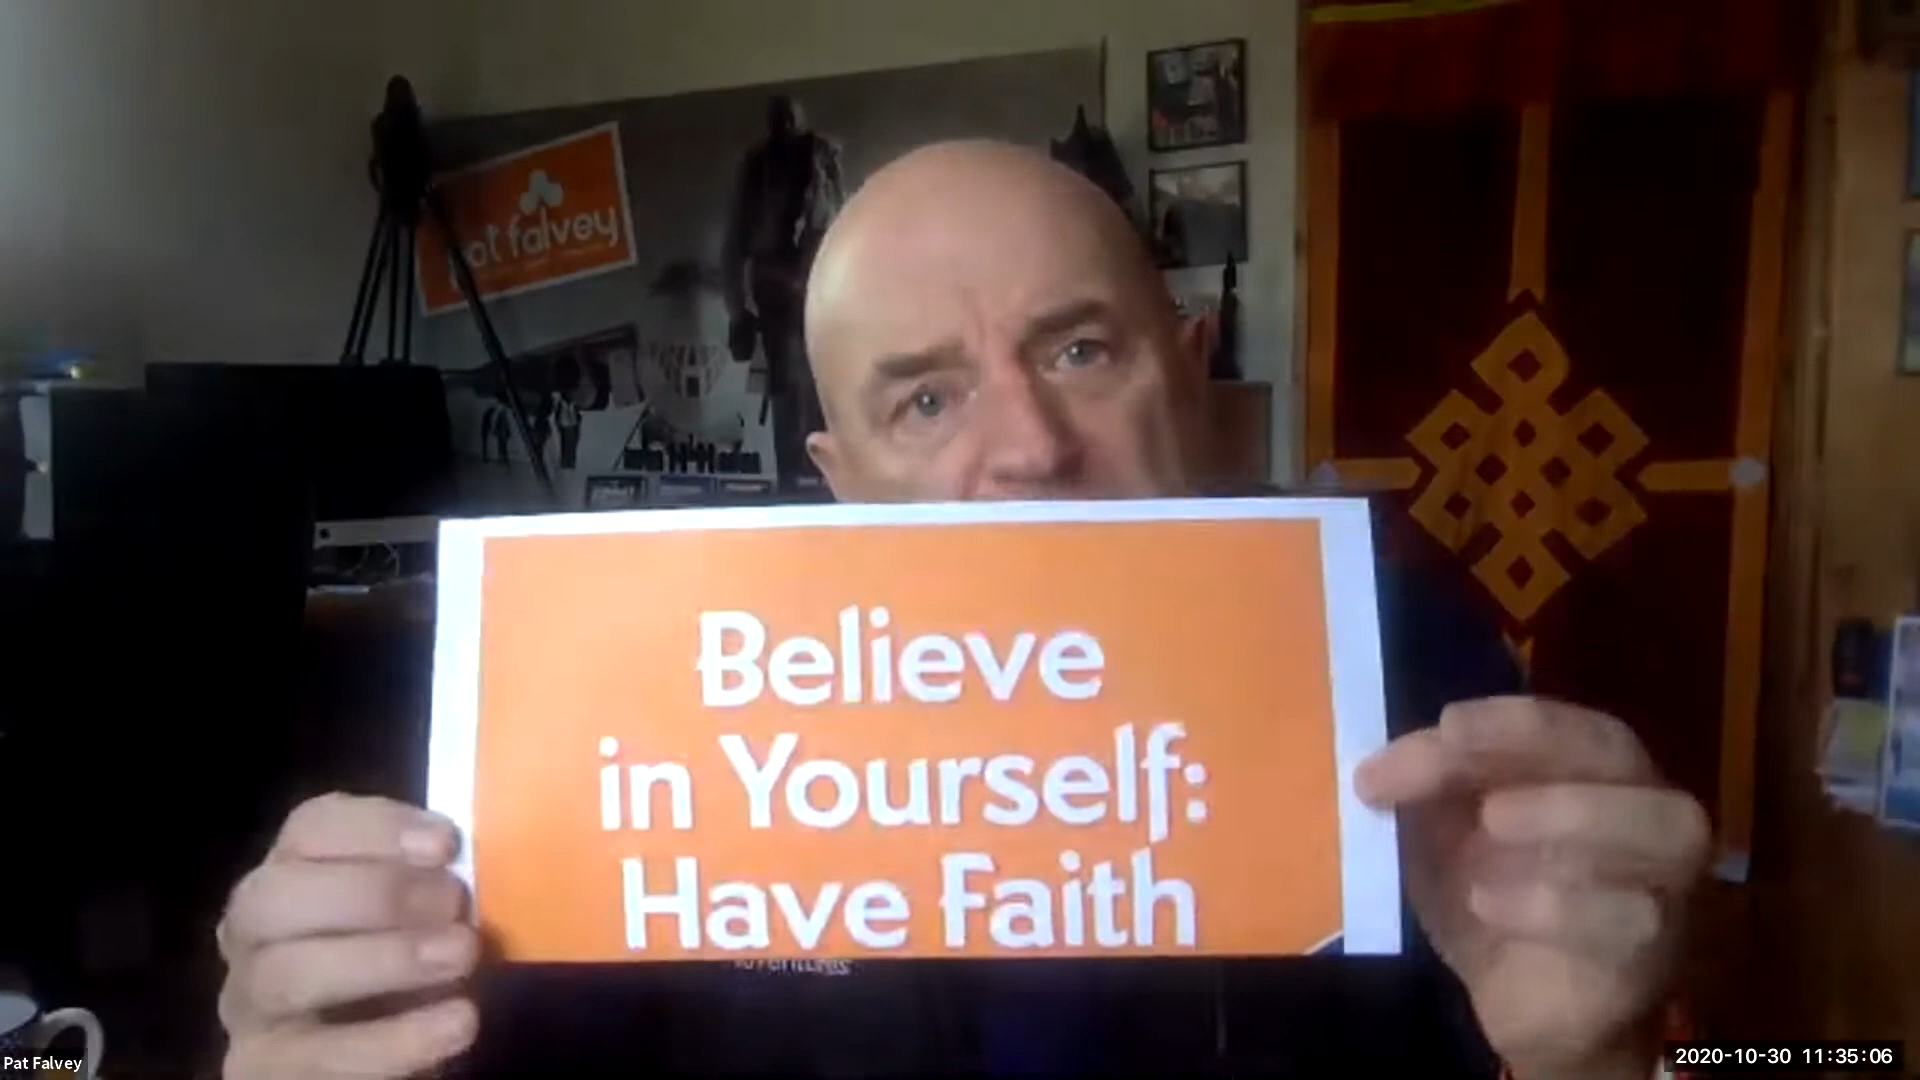 pat falvey
Believe
in Yourself:
Have Faith
Pat Falvey
2020-10-30 11:35:06